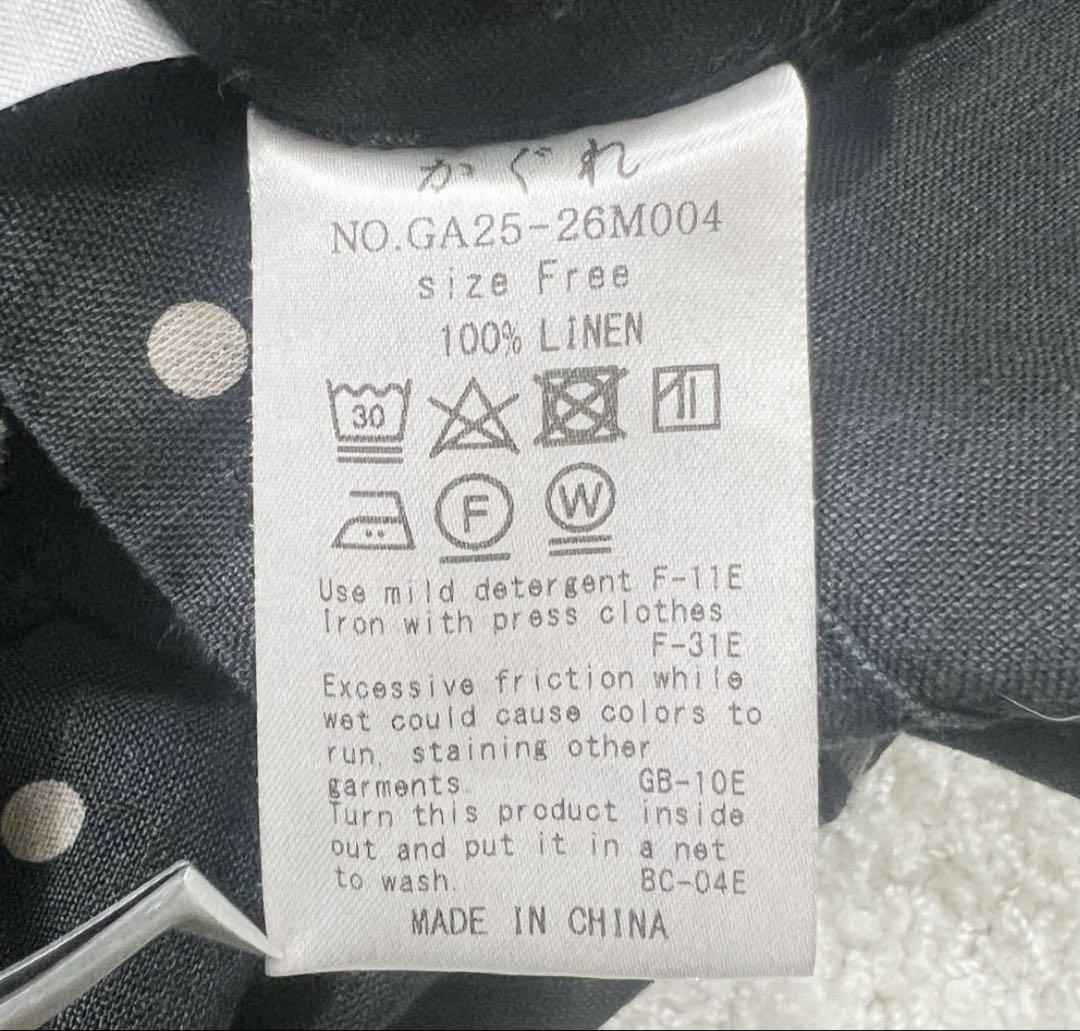 かぐれ
NO.GA25-26M004
size Free
100% LINEN
30
F W
Use mild detergent F-11E
Iron with press clothes
F-31E
Excessive friction while
wet could cause colors to
run, staining other
garments. GB-10E
Turn this product inside
out and put it in a net
to wash. BC-04E
MADE IN CHINA